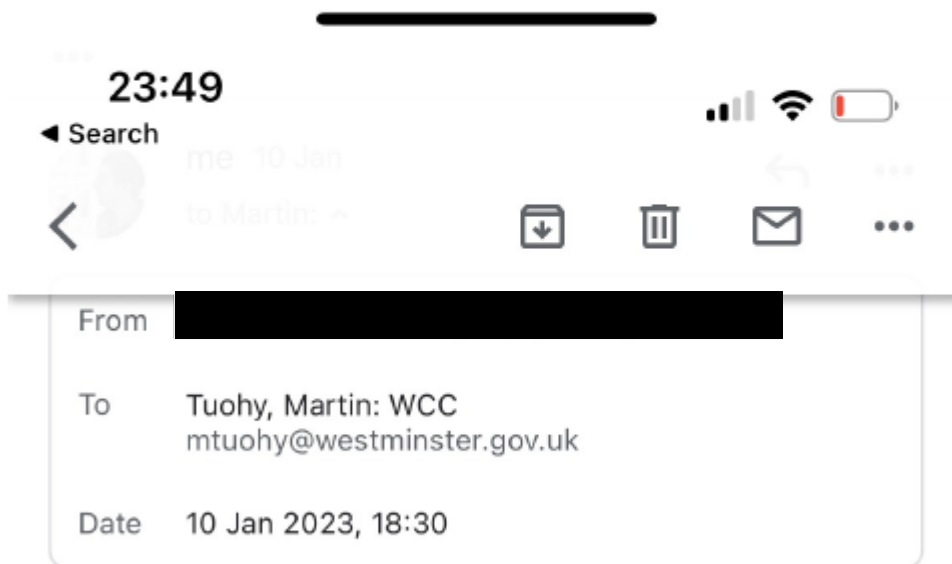 23:49
◀ Search
me 10 Jan
to Martin:
From
To Tuohy, Martin: WCC
mtuohy@westminster.gov.uk
Date 10 Jan 2023, 18:30